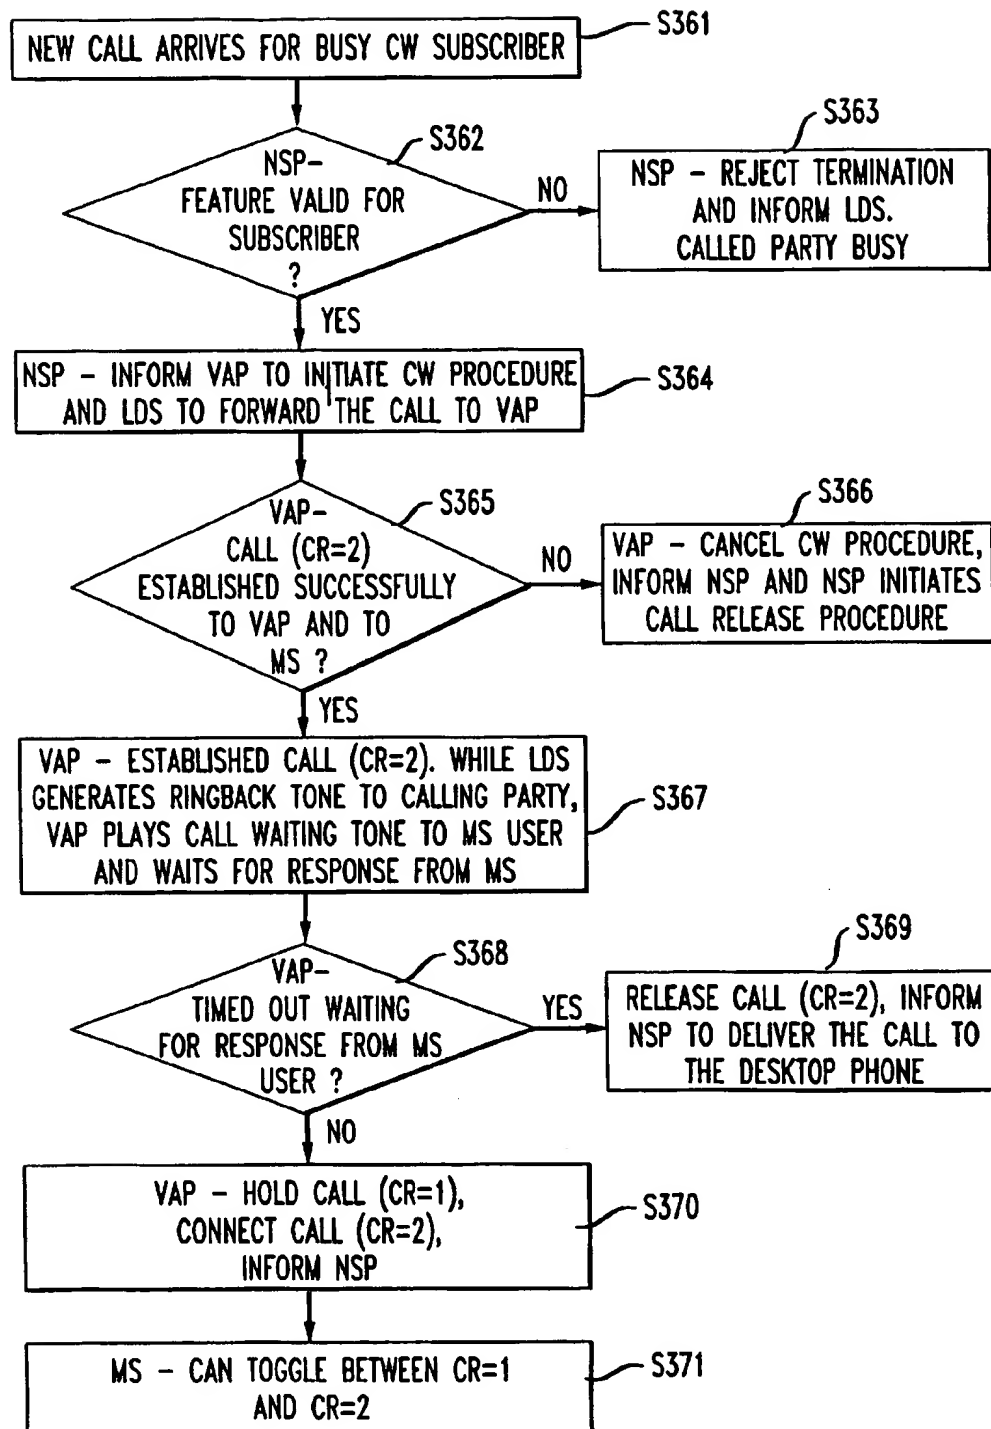 NEW CALL ARRIVES FOR BUSY CW SUBSCRIBER
S361
NSP-
FEATURE VALID FOR
SUBSCRIBER
?
S362
NO
NSP - REJECT TERMINATION
AND INFORM LDS.
CALLED PARTY BUSY
S363
YES
NSP - INFORM VAP TO INITIATE CW PROCEDURE
AND LDS TO FORWARD THE CALL TO VAP
S364
VAP-
CALL (CR=2)
ESTABLISHED SUCCESSFULLY
TO VAP AND TO
MS ?
S365
NO
VAP - CANCEL CW PROCEDURE,
INFORM NSP AND NSP INITIATES
CALL RELEASE PROCEDURE
S366
YES
VAP - ESTABLISHED CALL (CR=2). WHILE LDS
GENERATES RINGBACK TONE TO CALLING PARTY,
VAP PLAYS CALL WAITING TONE TO MS USER
AND WAITS FOR RESPONSE FROM MS
S367
VAP-
TIMED OUT WAITING
FOR RESPONSE FROM MS
USER ?
S368
YES
RELEASE CALL (CR=2), INFORM
NSP TO DELIVER THE CALL TO
THE DESKTOP PHONE
S369
NO
VAP - HOLD CALL (CR=1),
CONNECT CALL (CR=2),
INFORM NSP
S370
MS - CAN TOGGLE BETWEEN CR=1
AND CR=2
S371